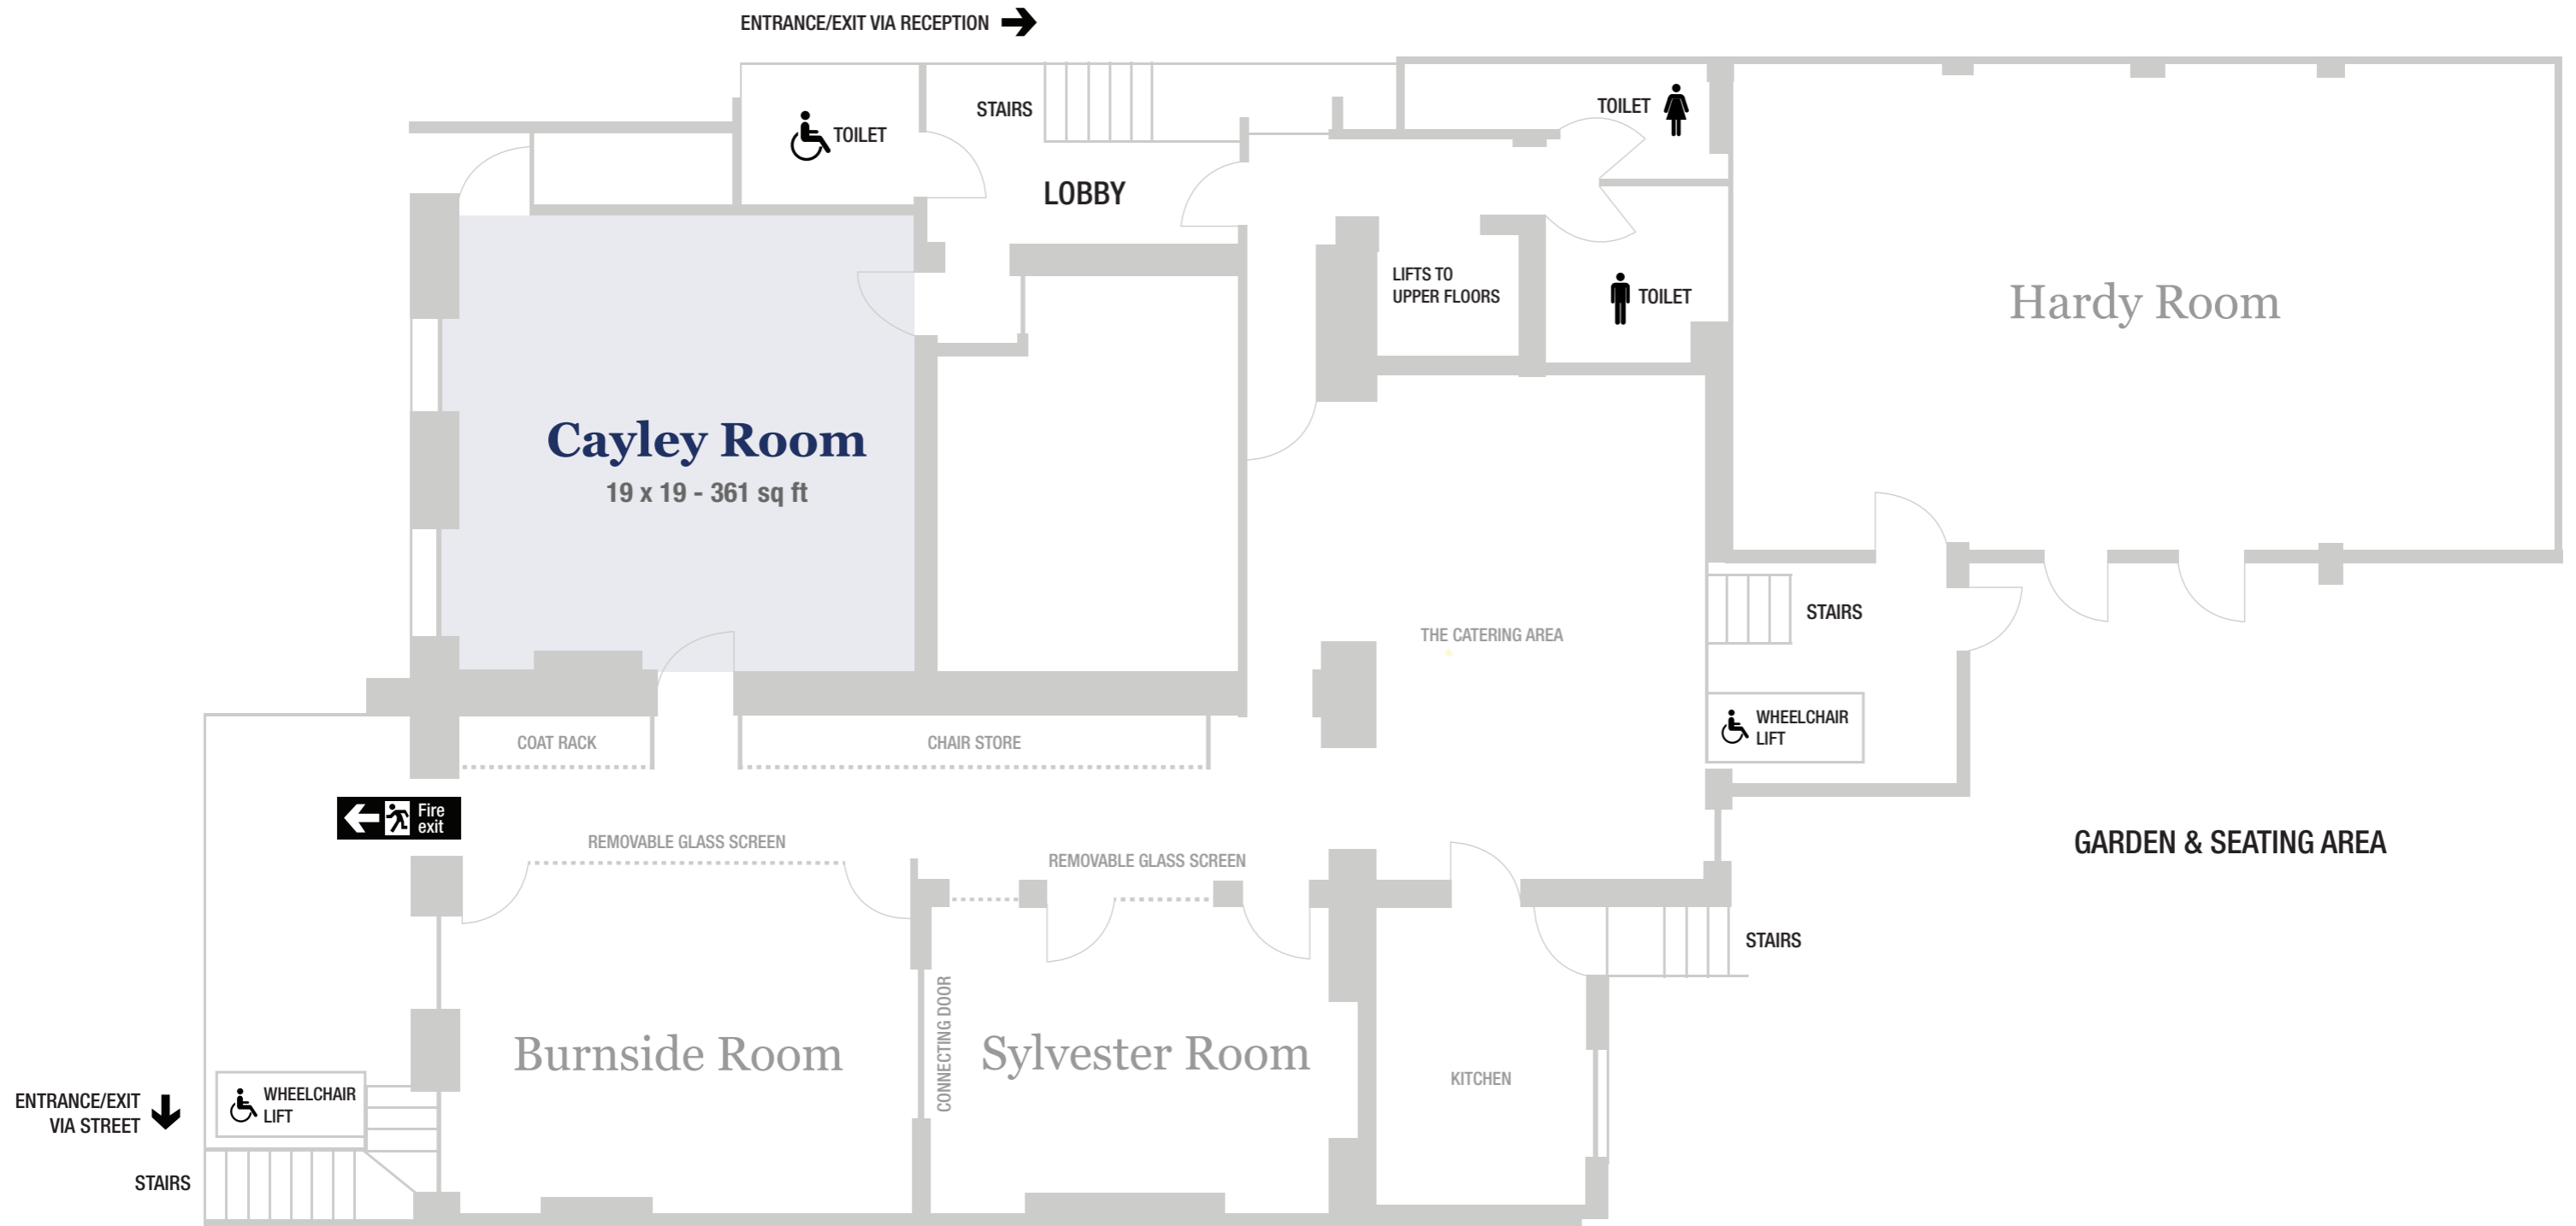 ENTRANCE/EXIT VIA RECEPTION
STAIRS
TOILET
TOILET
LOBBY
LIFTS TO
UPPER FLOORS
TOILET
Hardy Room
Cayley Room
19 x 19 - 361 sq ft
STAIRS
THE CATERING AREA
WHEELCHAIR
LIFT
COAT RACK
CHAIR STORE
Fire
exit
REMOVABLE GLASS SCREEN
REMOVABLE GLASS SCREEN
GARDEN & SEATING AREA
STAIRS
CONNECTING DOOR
Burnside Room
Sylvester Room
KITCHEN
WHEELCHAIR
LIFT
ENTRANCE/EXIT
VIA STREET
STAIRS